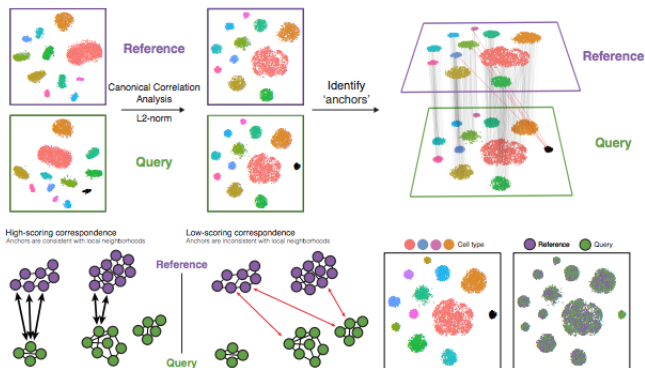 Reference
Canonical Correlation
Analysis
L2-norm
Query
Identify
'anchors'
Reference
Query
High-scoring correspondence
Anchors are consistent with local neighborhoods
Low-scoring correspondence
Anchors are inconsistent with local neighborhoods
Reference
Query
Cell type
Reference
Query